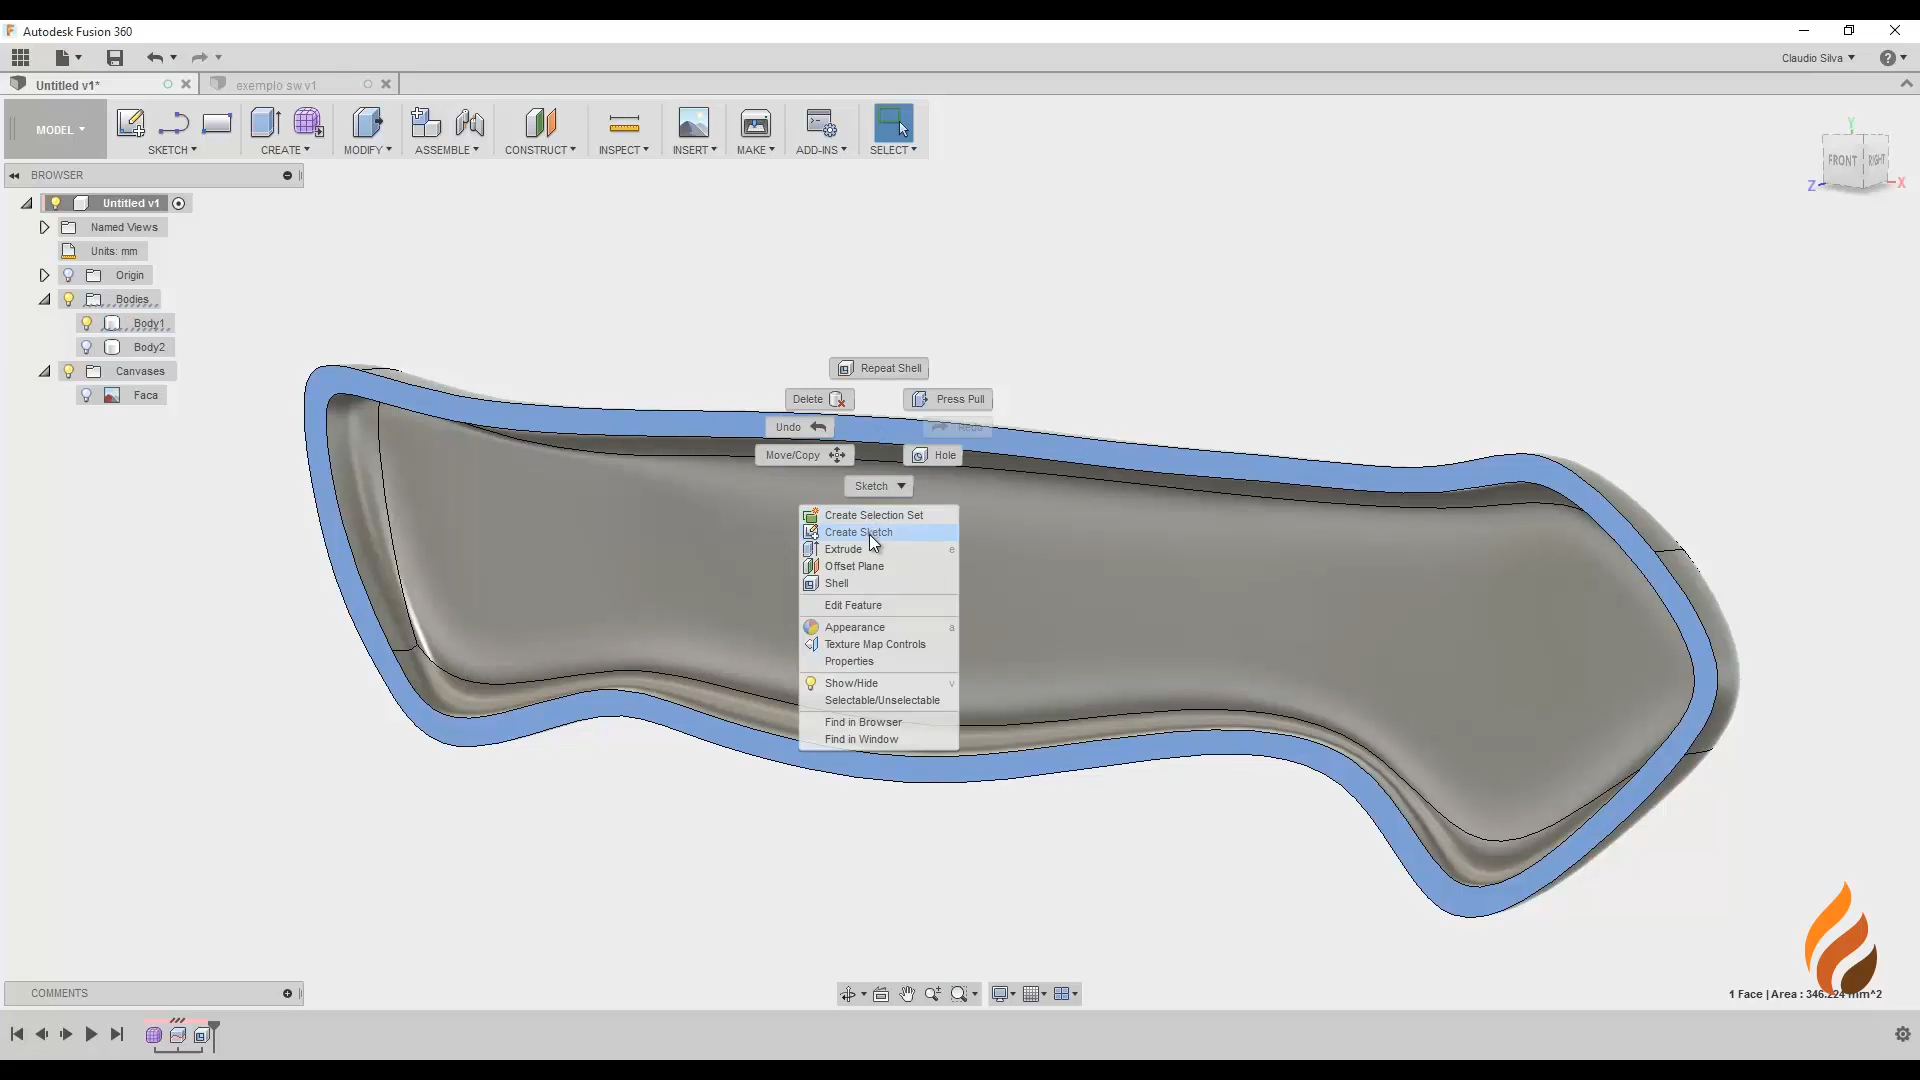 Autodesk Fusion 360
Claudio Silva
Untitled v1*
exemplo sw v1
MODEL
SKETCH
CREATE
MODIFY
ASSEMBLE
CONSTRUCT
INSPECT
INSERT
MAKE
ADD-INS
SELECT
Y
FRONT
RIGHT
Z
X
BROWSER
Untitled v1
Named Views
Units: mm
Origin
Bodies
Body1
Body2
Canvases
Faca
Repeat Shell
Delete
Press Pull
Undo
Redo
Move/Copy
Hole
Sketch
Create Selection Set
Create Sketch
Extrude e
Offset Plane
Shell
Edit Feature
Appearance a
Texture Map Controls
Properties
Show/Hide v
Selectable/Unselectable
Find in Browser
Find in Window
COMMENTS
1 Face | Area : 346.224 mm^2